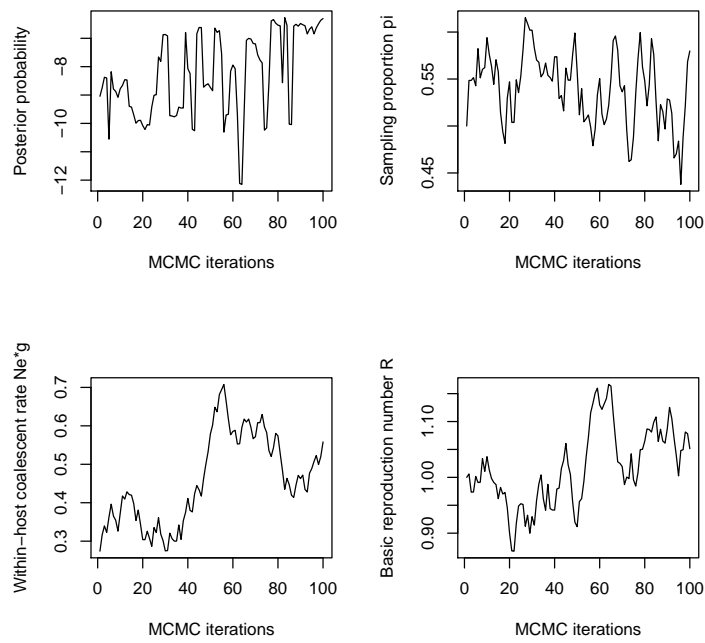 Posterior probability
−8
−10
−12
0 20 40 60 80 100
MCMC iterations
Sampling proportion pi
0.55
0.45
0 20 40 60 80 100
MCMC iterations
Within−host coalescent rate Ne*g
0.7
0.6
0.5
0.4
0.3
0 20 40 60 80 100
MCMC iterations
Basic reproduction number R
1.10
1.00
0.90
0 20 40 60 80 100
MCMC iterations